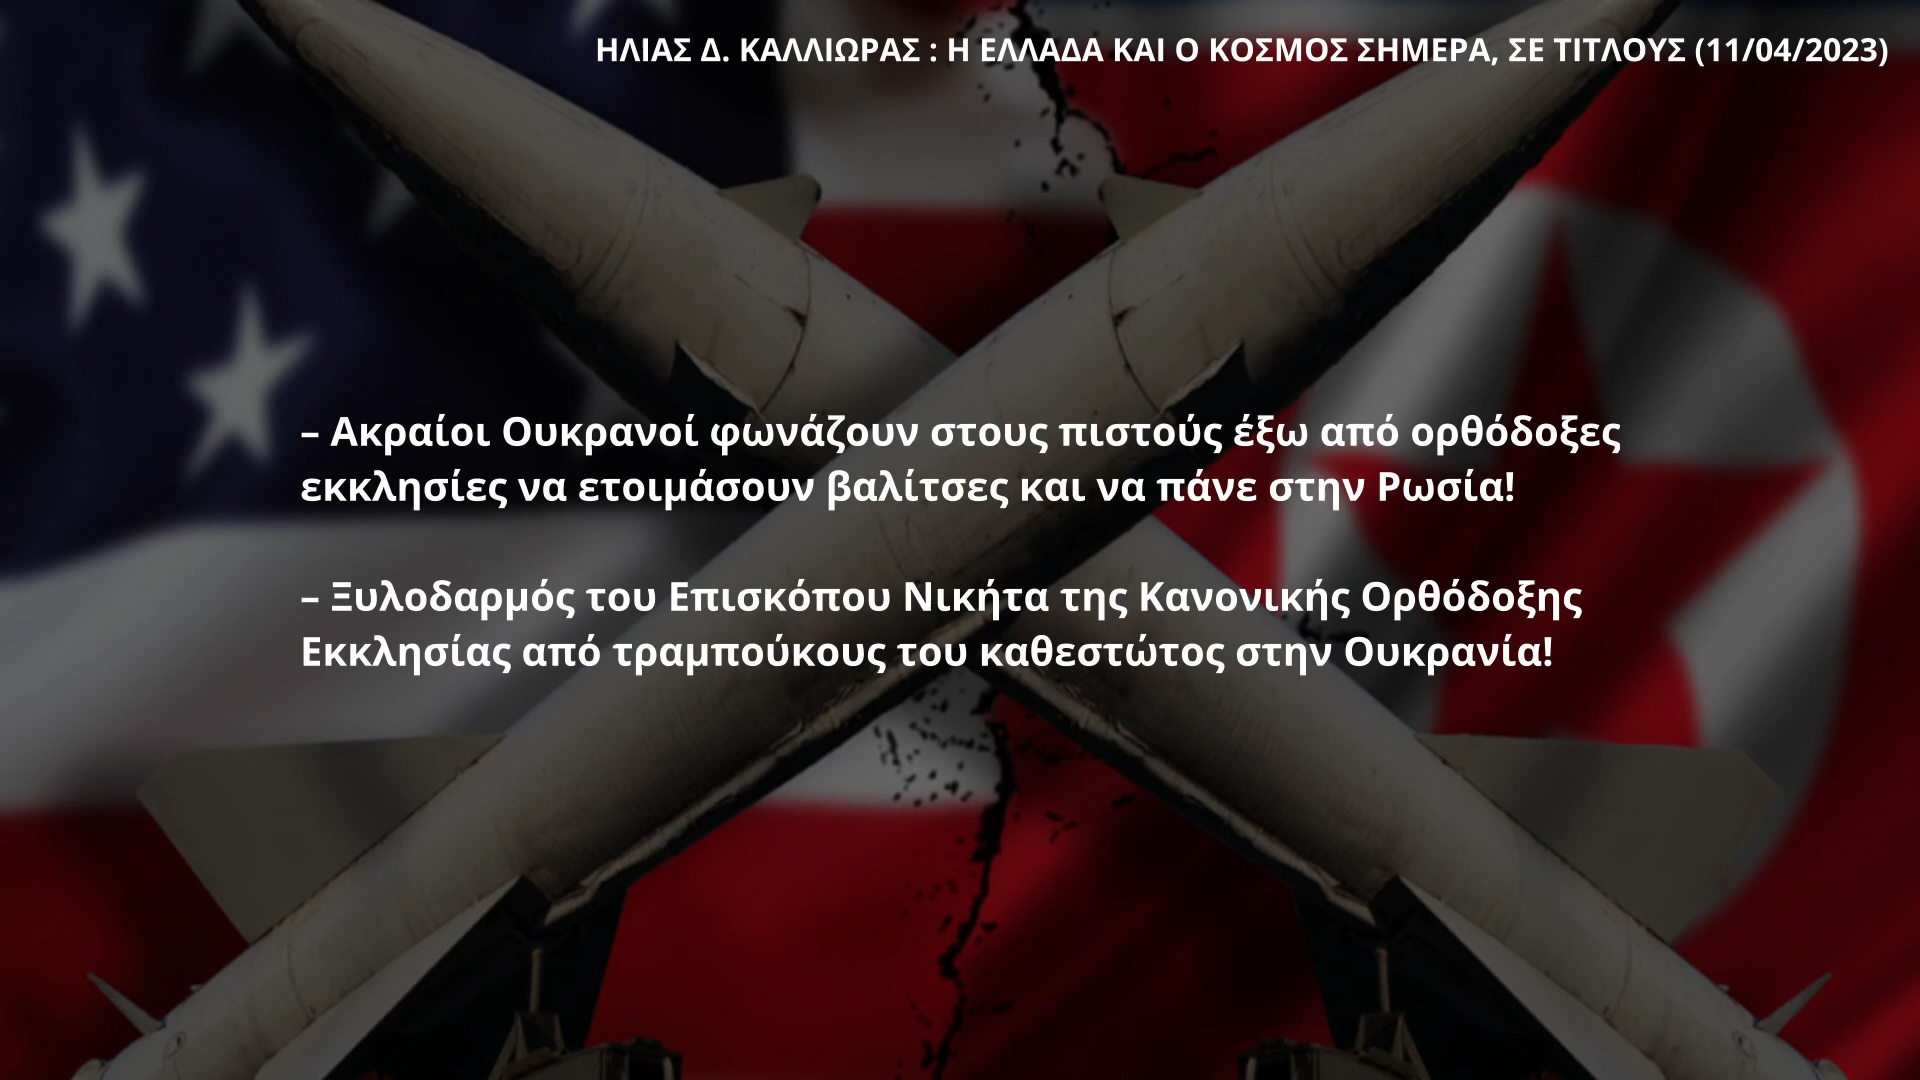 ΗΛΙΑΣ Δ. ΚΑΛΛΙΩΡΑΣ : Η ΕΛΛΑΔΑ ΚΑΙ Ο ΚΟΣΜΟΣ ΣΗΜΕΡΑ, ΣΕ ΤΙΤΛΟΥΣ (11/04/2023)
– Ακραίοι Ουκρανοί φωνάζουν στους πιστούς έξω από ορθόδοξες
εκκλησίες να ετοιμάσουν βαλίτσες και να πάνε στην Ρωσία!
– Ξυλοδαρμός του Επισκόπου Νικήτα της Κανονικής Ορθόδοξης
Εκκλησίας από τραμπούκους του καθεστώτος στην Ουκρανία!